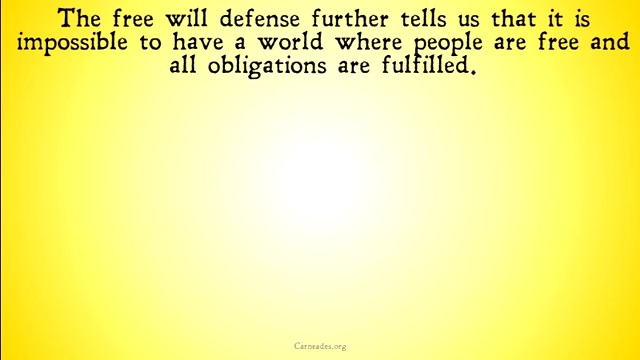 The free will defense further tells us that it is
impossible to have a world where people are free and
all obligations are fulfilled.
Carneades.org